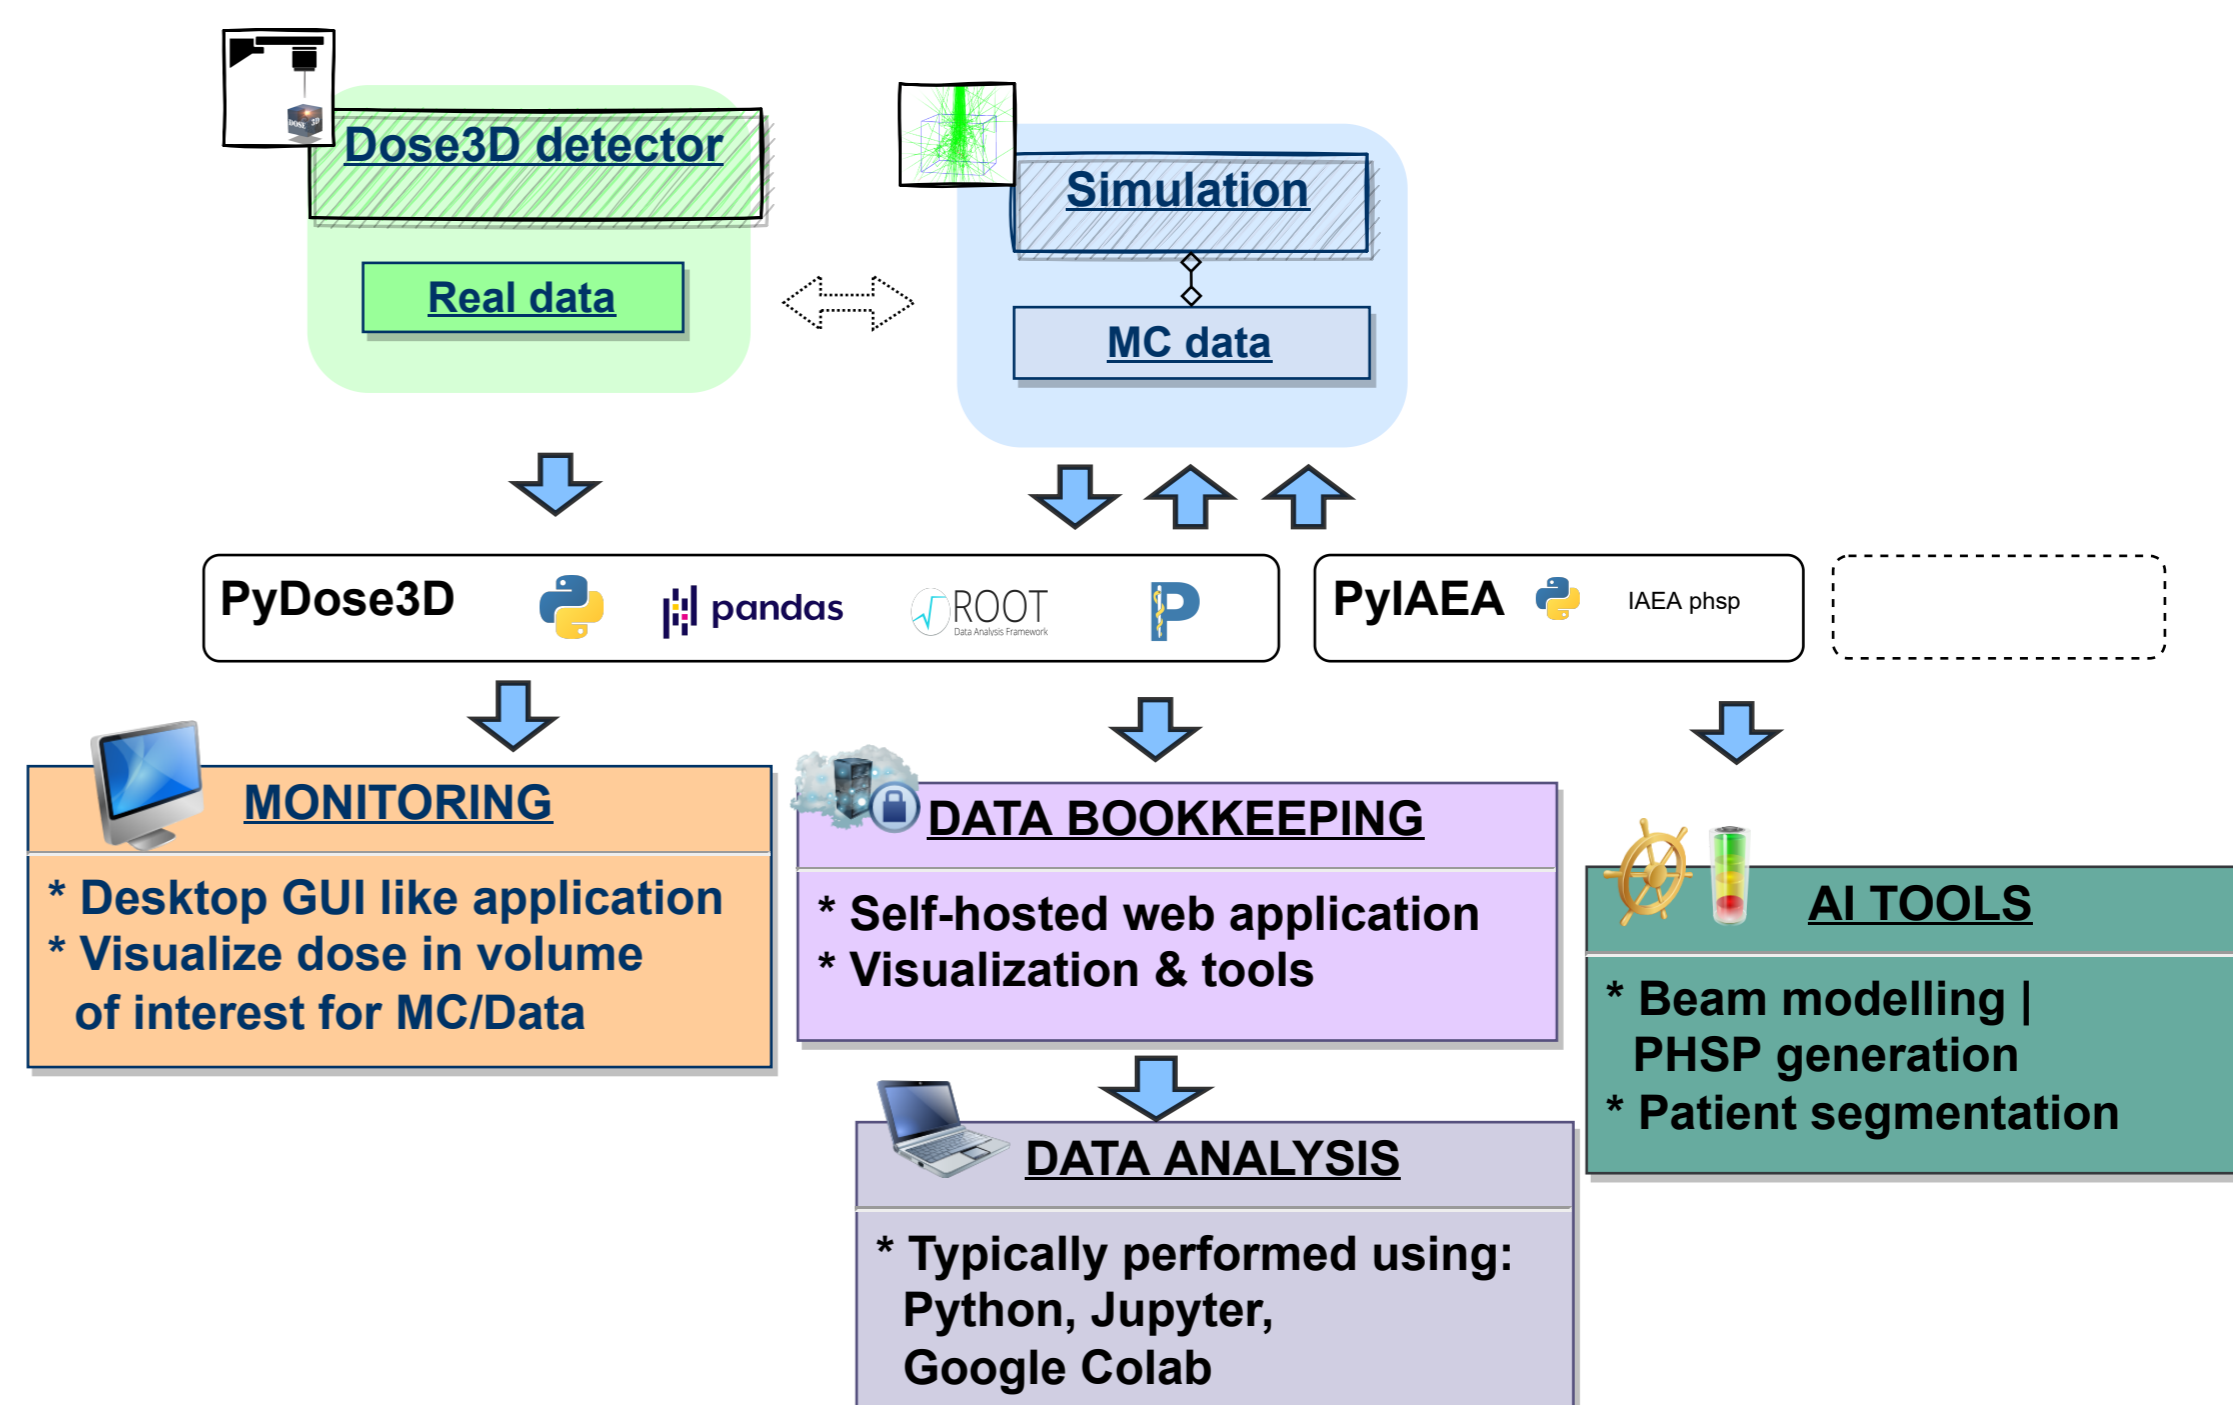 Dose3D detector
DOSE 3D
Simulation
Real data
MC data
PyDose3D
pandas
ROOT
Data Analysis Framework
P
PyIAEA
IAEA phsp
MONITORING
* Desktop GUI like application
* Visualize dose in volume
of interest for MC/Data
DATA BOOKKEEPING
* Self-hosted web application
* Visualization & tools
AI TOOLS
* Beam modelling |
PHSP generation
* Patient segmentation
DATA ANALYSIS
* Typically performed using:
Python, Jupyter,
Google Colab